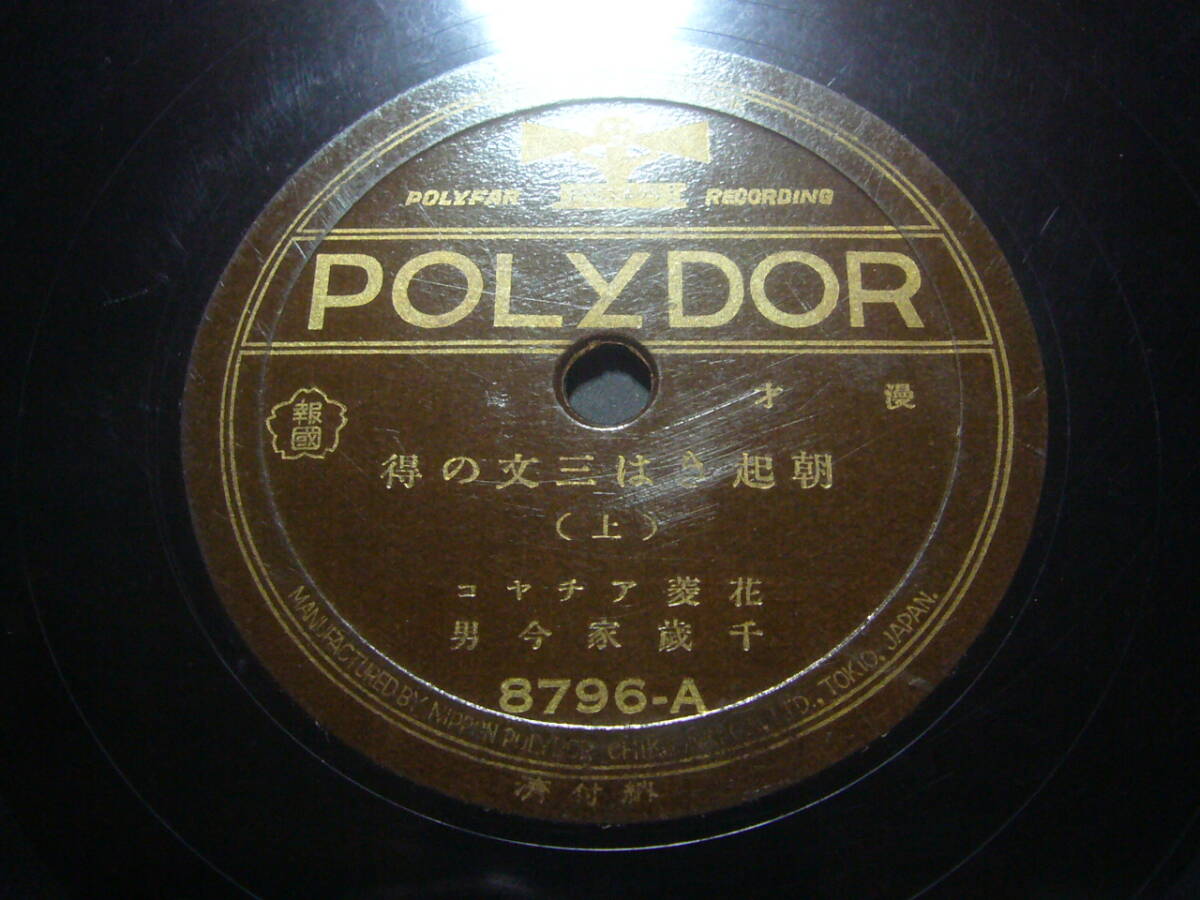 POLYFAR RECORDING
POLYDOR
漫才
報國
朝起きは三文の得
(上)
花菱アチヤコ
千歳家今男
8796-A
MANUFACTURED BY NIPPON POLYDOR CHIK CO., LTD., TOKIO, JAPAN.
納付済